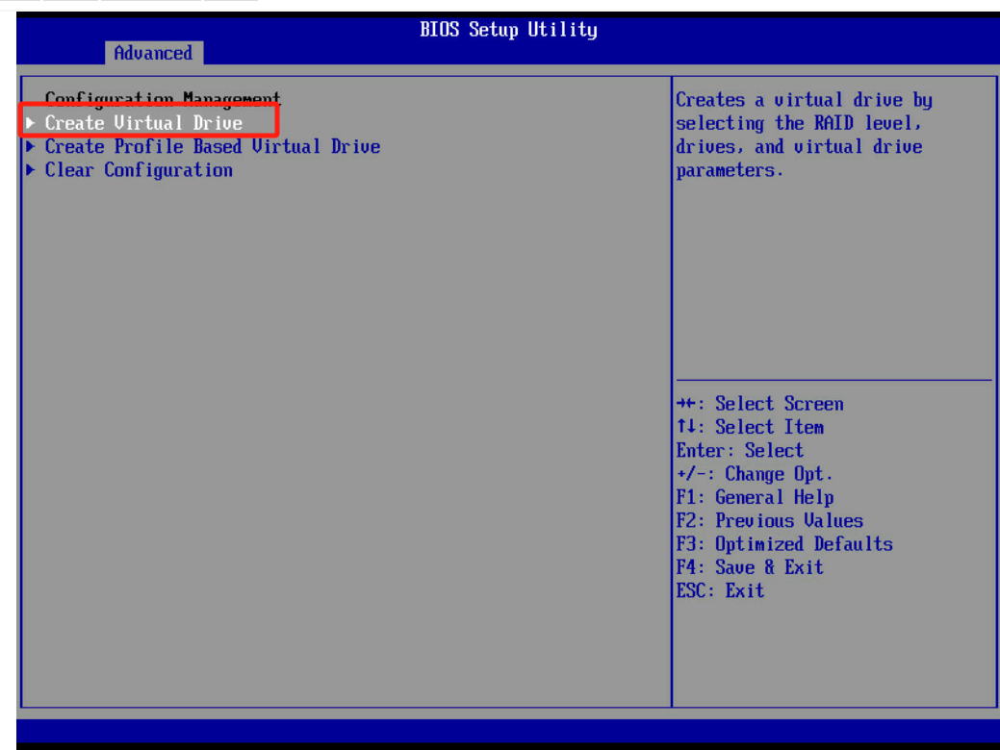 BIOS Setup Utility
Advanced
Configuration Management
Create Virtual Drive
Create Profile Based Virtual Drive
Clear Configuration
Creates a virtual drive by
selecting the RAID level,
drives, and virtual drive
parameters.
→←: Select Screen
↑↓: Select Item
Enter: Select
+/-: Change Opt.
F1: General Help
F2: Previous Values
F3: Optimized Defaults
F4: Save & Exit
ESC: Exit